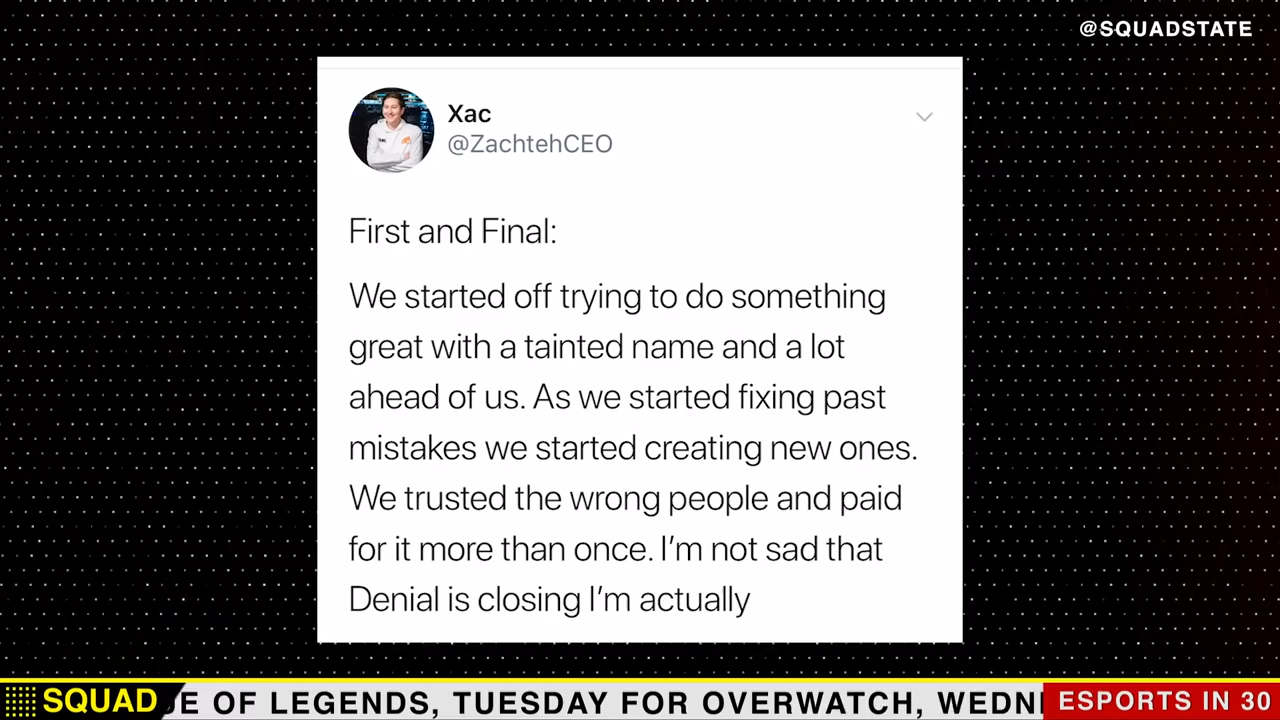 @SQUADSTATE
Xac
@ZachtehCEO
First and Final:
We started off trying to do something
great with a tainted name and a lot
ahead of us. As we started fixing past
mistakes we started creating new ones.
We trusted the wrong people and paid
for it more than once. I'm not sad that
Denial is closing I'm actually
SQUAD
OF LEGENDS, TUESDAY FOR OVERWATCH,
ESPORTS IN 30